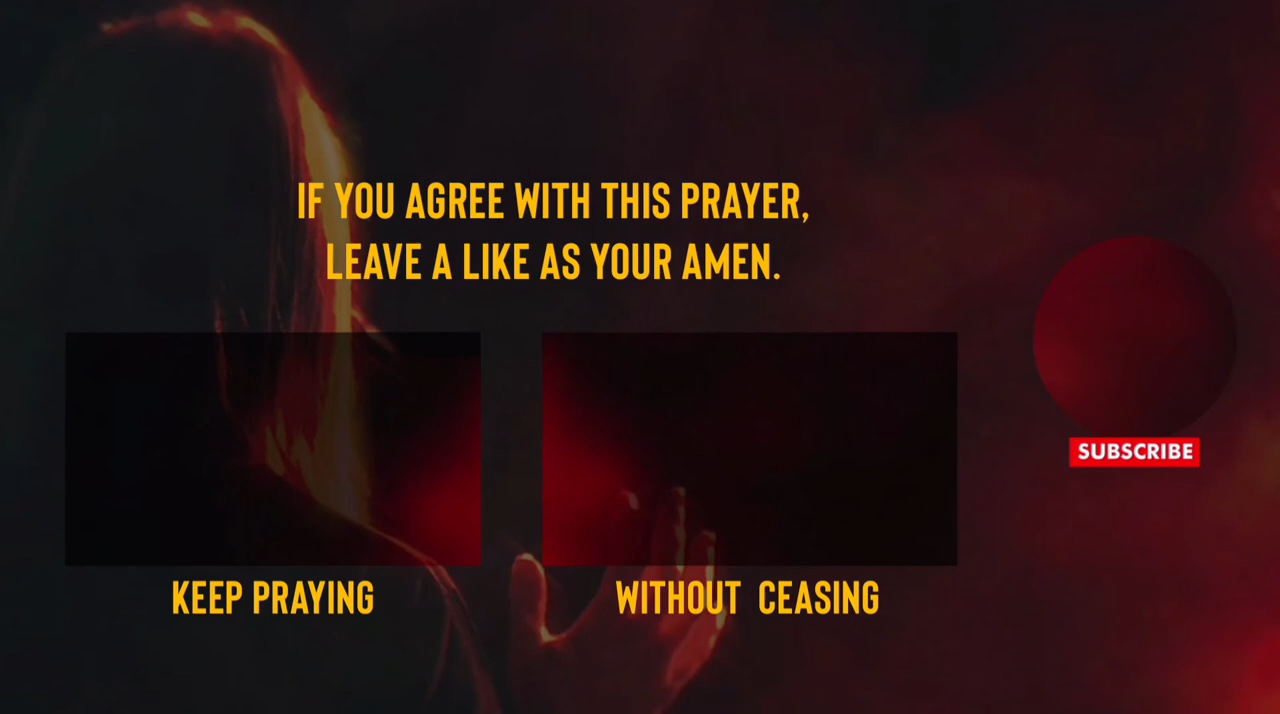 IF YOU AGREE WITH THIS PRAYER,
LEAVE A LIKE AS YOUR AMEN.
SUBSCRIBE
KEEP PRAYING
WITHOUT CEASING